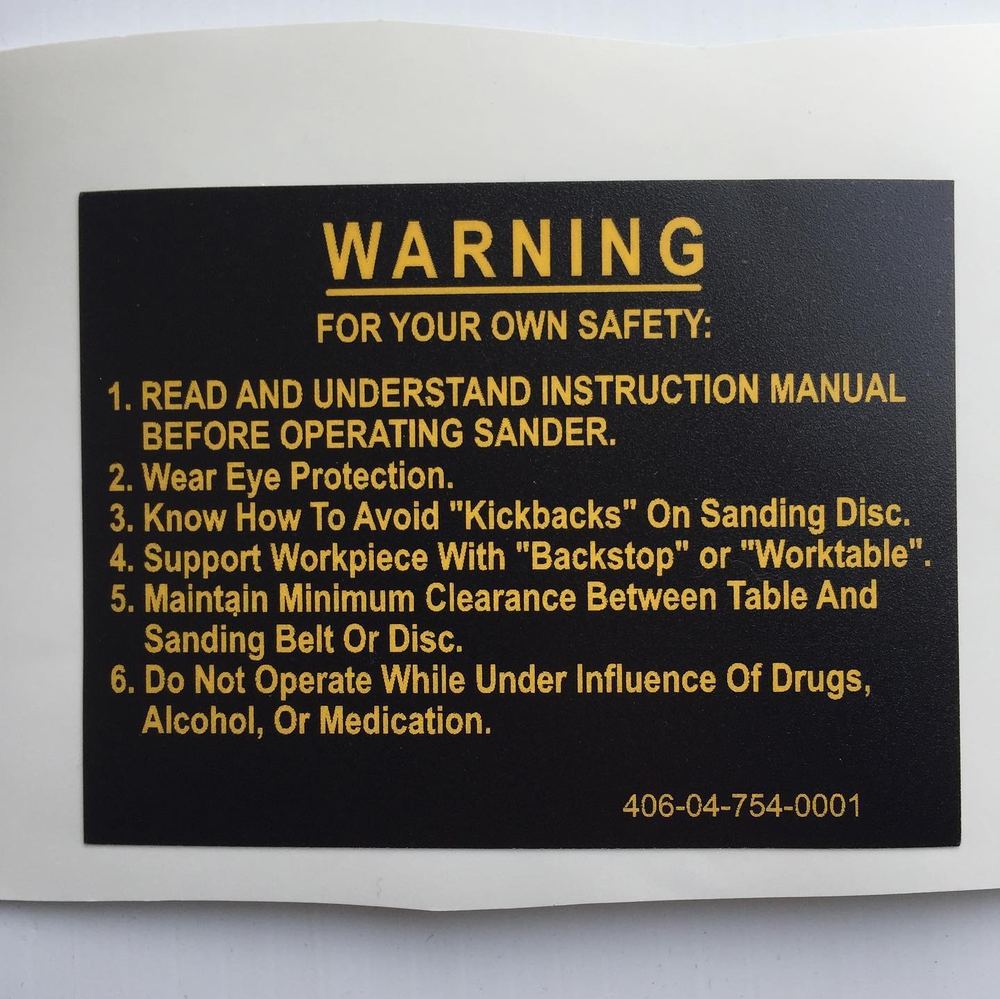 WARNING
FOR YOUR OWN SAFETY:
1. READ AND UNDERSTAND INSTRUCTION MANUAL
BEFORE OPERATING SANDER.
2. Wear Eye Protection.
3. Know How To Avoid "Kickbacks" On Sanding Disc.
4. Support Workpiece With "Backstop" or "Worktable".
5. Maintain Minimum Clearance Between Table And
Sanding Belt Or Disc.
6. Do Not Operate While Under Influence Of Drugs,
Alcohol, Or Medication.
406-04-754-0001